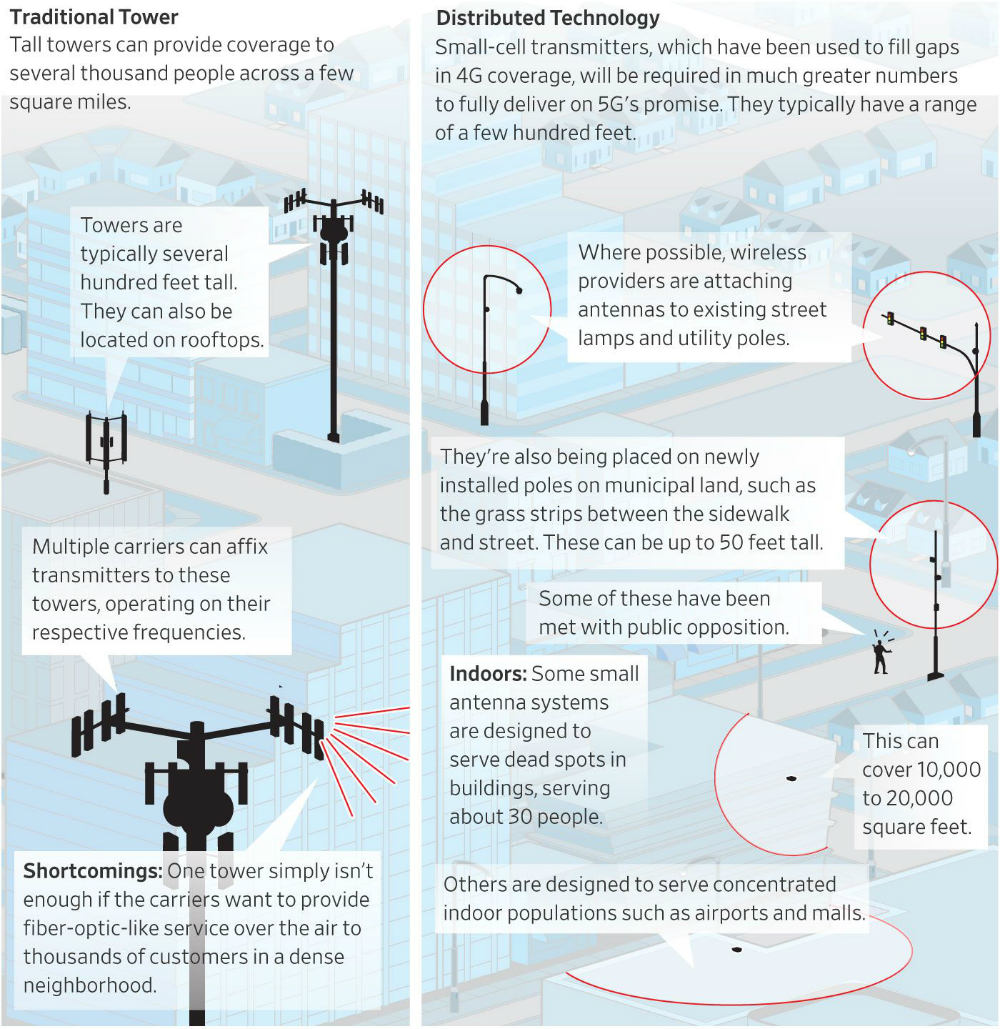 Traditional Tower
Tall towers can provide coverage to
several thousand people across a few
square miles.
Towers are
typically several
hundred feet tall.
They can also be
located on rooftops.
Multiple carriers can affix
transmitters to these
towers, operating on their
respective frequencies.
Shortcomings: One tower simply isn't
enough if the carriers want to provide
fiber-optic-like service over the air to
thousands of customers in a dense
neighborhood.
Distributed Technology
Small-cell transmitters, which have been used to fill gaps
in 4G coverage, will be required in much greater numbers
to fully deliver on 5G's promise. They typically have a range
of a few hundred feet.
Where possible, wireless
providers are attaching
antennas to existing street
lamps and utility poles.
They're also being placed on newly
installed poles on municipal land, such as
the grass strips between the sidewalk
and street. These can be up to 50 feet tall.
Some of these have been
met with public opposition.
Indoors: Some small
antenna systems
are designed to
serve dead spots in
buildings, serving
about 30 people.
This can
cover 10,000
to 20,000
square feet.
Others are designed to serve concentrated
indoor populations such as airports and malls.